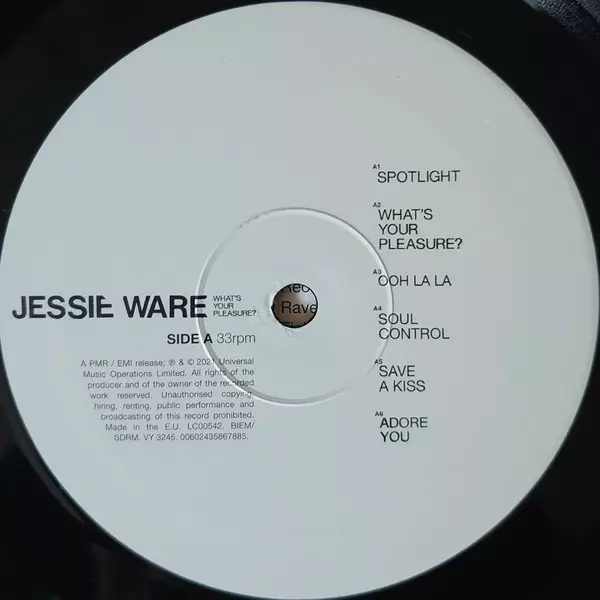 JESSIE WARE
WHAT'S
YOUR
PLEASURE?
SIDE A 33rpm
A PMR / EMI release; ℗ & © 2021 Universal
Music Operations Limited. All rights of the
producer and of the owner of the recorded
work reserved. Unauthorised copying,
hiring, renting, public performance and
broadcasting of this record prohibited.
Made in the E.U. LC00542. BIEM/
SDRM. VY 3245. 00602435867885.
A1
SPOTLIGHT
A2
WHAT'S
YOUR
PLEASURE?
A3
OOH LA LA
A4
SOUL
CONTROL
A5
SAVE
A KISS
A6
ADORE
YOU
Rave